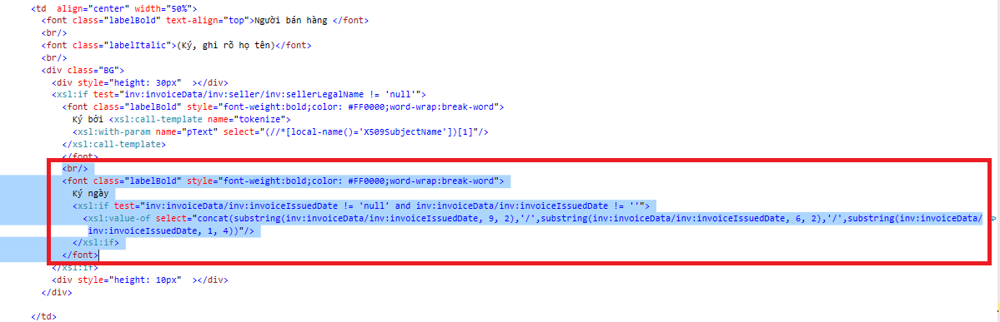 <td  align="center" width="50%">
<font class="labelBold" text-align="top">Người bán hàng </font>
<br/>
<font class="labelItalic">(Ký, ghi rõ họ tên)</font>
<br/>
<div class="BG">
<div style="height: 30px"  ></div>
<xsl:if test="inv:invoiceData/inv:seller/inv:sellerLegalName != 'null'">
<font class="labelBold" style="font-weight:bold;color: #FF0000;word-wrap:break-word">
Ký bởi <xsl:call-template name="tokenize">
<xsl:with-param name="pText" select="(//*[local-name()='X509SubjectName'])[1]"/>
</xsl:call-template>
</font>
<br/>
<font class="labelBold" style="font-weight:bold;color: #FF0000;word-wrap:break-word">
Ký ngày
<xsl:if test="inv:invoiceData/inv:invoiceIssuedDate != 'null' and inv:invoiceData/inv:invoiceIssuedDate != ''">
<xsl:value-of select="concat(substring(inv:invoiceData/inv:invoiceIssuedDate, 9, 2),'/',substring(inv:invoiceData/inv:invoiceIssuedDate, 6, 2),'/',substring(inv:invoiceData/
inv:invoiceIssuedDate, 1, 4))"/>
</xsl:if>
</font>
</xsl:if>
<div style="height: 10px"  ></div>
</div>
</td>